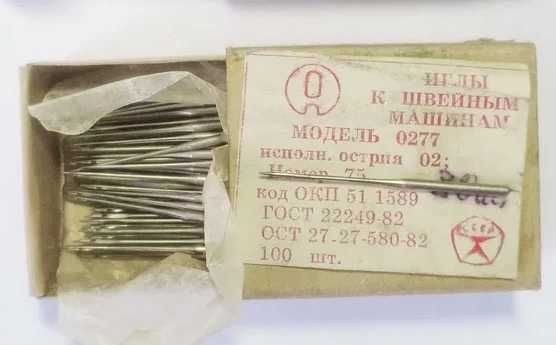 ИГЛЫ
К ШВЕЙНЫМ
МАШИНАМ
МОДЕЛЬ 0277
исполн. острия 02;
Номер 75
код ОКП 51 1589
ГОСТ 22249-82
ОСТ 27-27-580-82
100 шт.
СССР